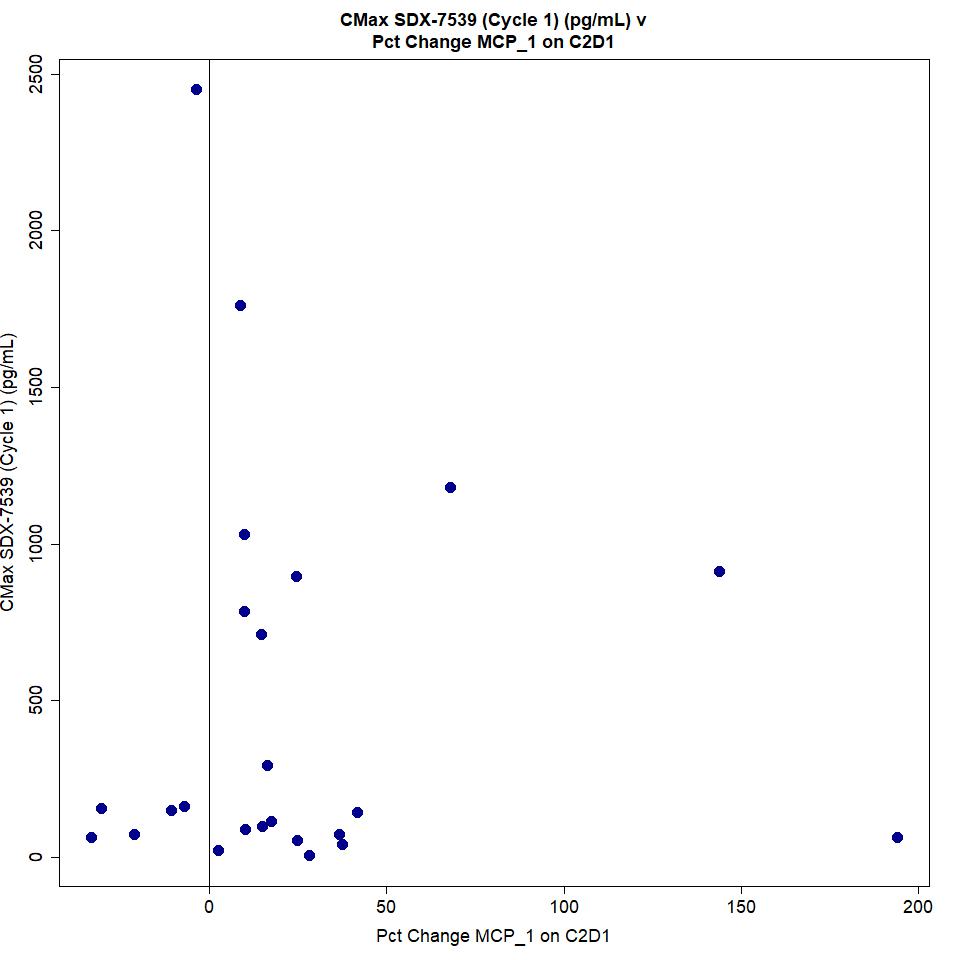 CMax SDX-7539 (Cycle 1) (pg/mL) v
Pct Change MCP_1 on C2D1
CMax SDX-7539 (Cycle 1) (pg/mL)
2500
2000
1500
1000
500
0
0 50 100 150 200
Pct Change MCP_1 on C2D1